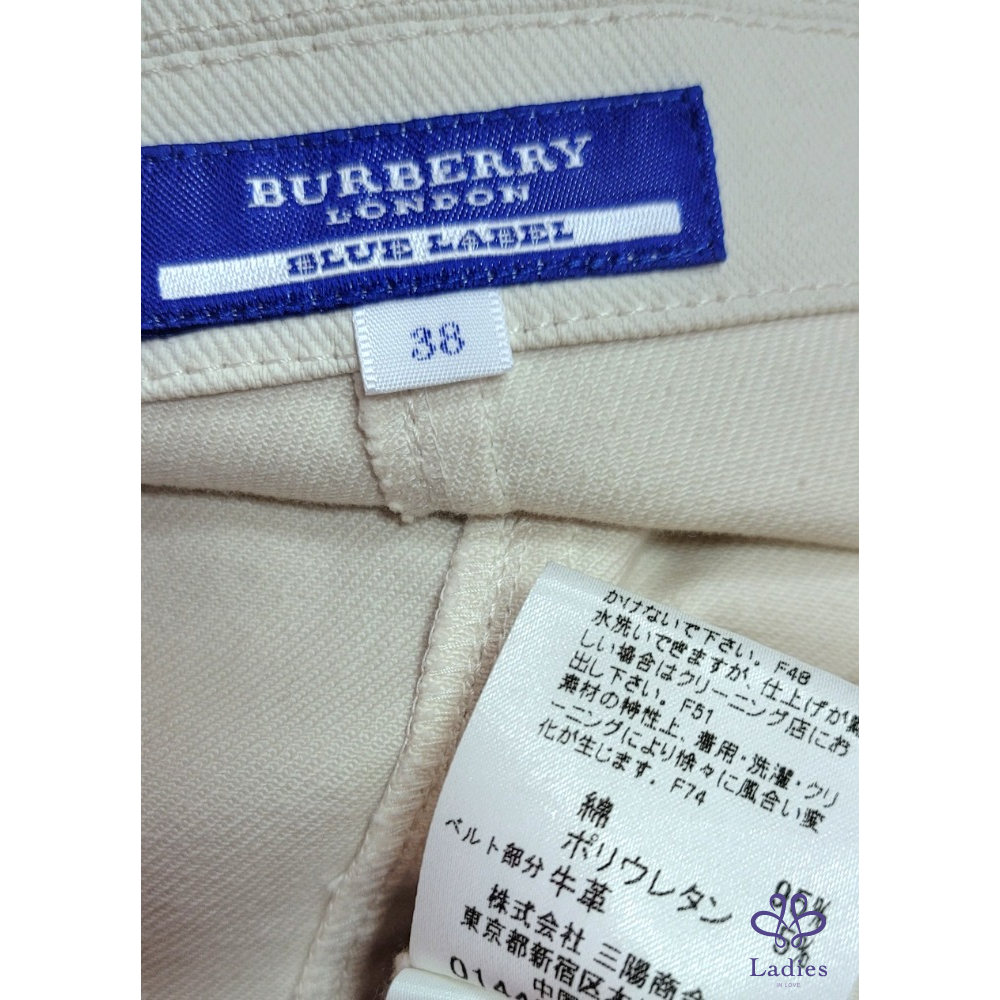 BURBERRY
LONDON
BLUE LABEL
38
かけないで下さい。F48
水洗いできますが、仕上げが
しい場合はクリーニング店にお
出し下さい。F51
素材の特性上、着用・洗濯・クリ
ーニングにより徐々に風合い変
化が生じます。F74
綿 95%
ポリウレタン 5%
ベルト部分 牛革
株式会社 三陽商会
東京都新宿区本
Ladies
IN LOVE